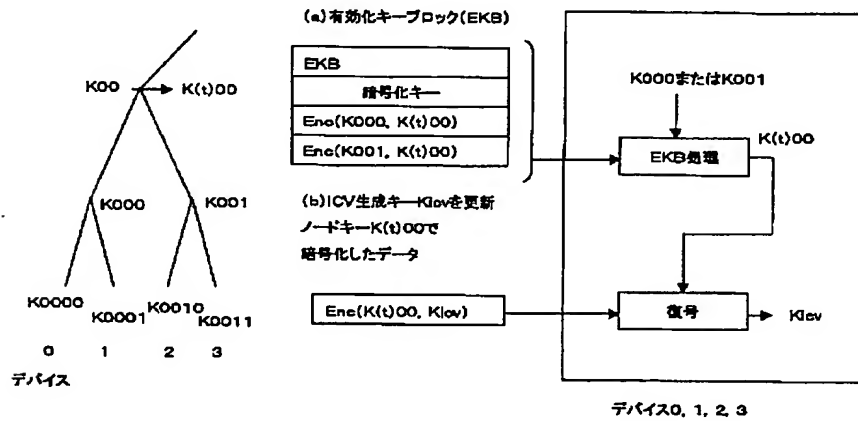 (a)有効化キーブロック(EKB)
EKB
暗号化キー
Enc(K000, K(t)00)
Enc(K001, K(t)00)
K00
K(t)00
K000
K001
K0000
K0001
K0010
K0011
0
1
2
3
デバイス
(b)ICV生成キーKicvを更新
ノードキーK(t)00で
暗号化したデータ
Enc(K(t)00, Kicv)
K000またはK001
EKB処理
K(t)00
復号
Kicv
デバイス0, 1, 2, 3